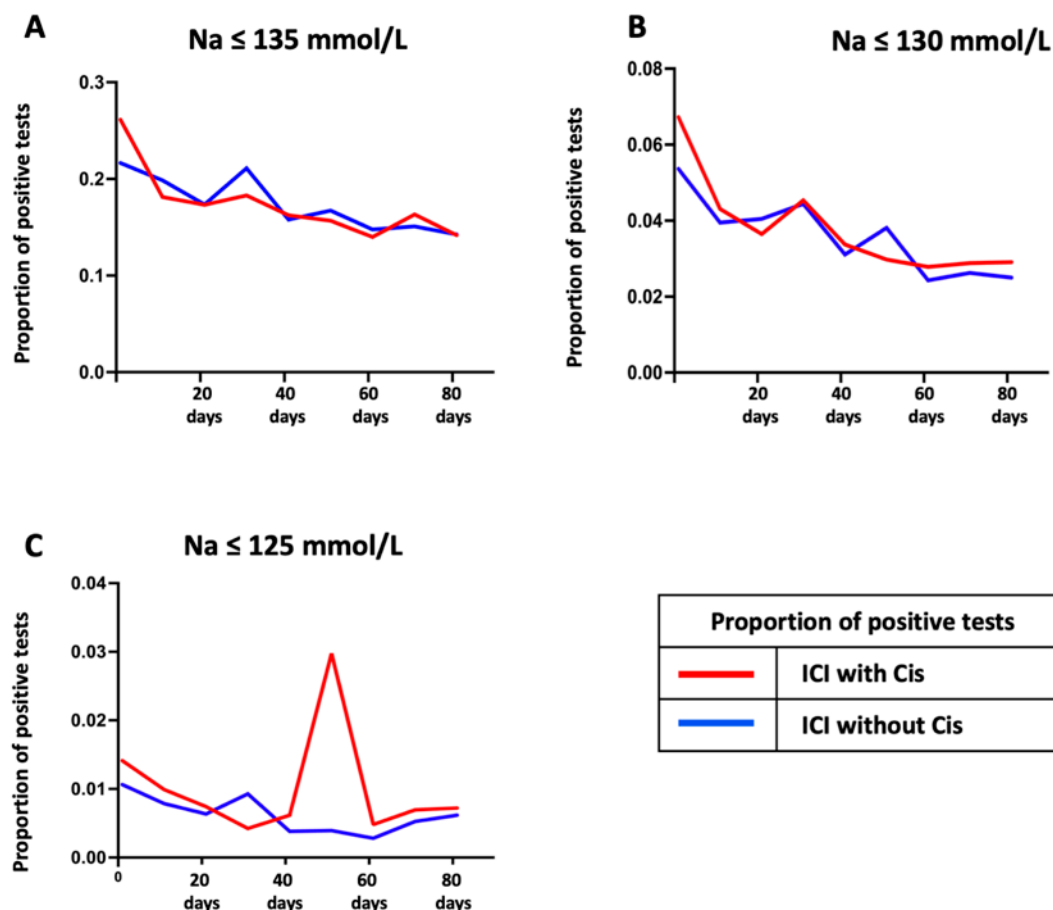 A
Na ≤ 135 mmol/L
Proportion of positive tests
0.3
0.2
0.1
0.0
20 days
40 days
60 days
80 days
B
Na ≤ 130 mmol/L
Proportion of positive tests
0.08
0.06
0.04
0.02
0.00
20 days
40 days
60 days
80 days
C
Na ≤ 125 mmol/L
Proportion of positive tests
0.04
0.03
0.02
0.01
0.00
0
20 days
40 days
60 days
80 days
Proportion of positive tests
ICI with Cis
ICI without Cis